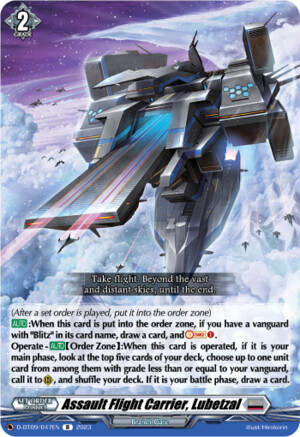 2
GRADE
Take flight. Beyond the vast
and distant skies, until the end.
(After a set order is played, put it into the order zone)
AUTO:When this card is put into the order zone, if you have a vanguard
with "Blitz" in its card name, draw a card, and
Operate - AUTO [Order Zone]:When this card is operated, if it is your
main phase, look at the top five cards of your deck, choose up to one unit
card from among them with grade less than or equal to your vanguard,
call it to , and shuffle your deck. If it is your battle phase, draw a card.
SET ORDER
Assault Flight Carrier, Lubetzal
Brandt Gate
D-BT09/047EN R 2023